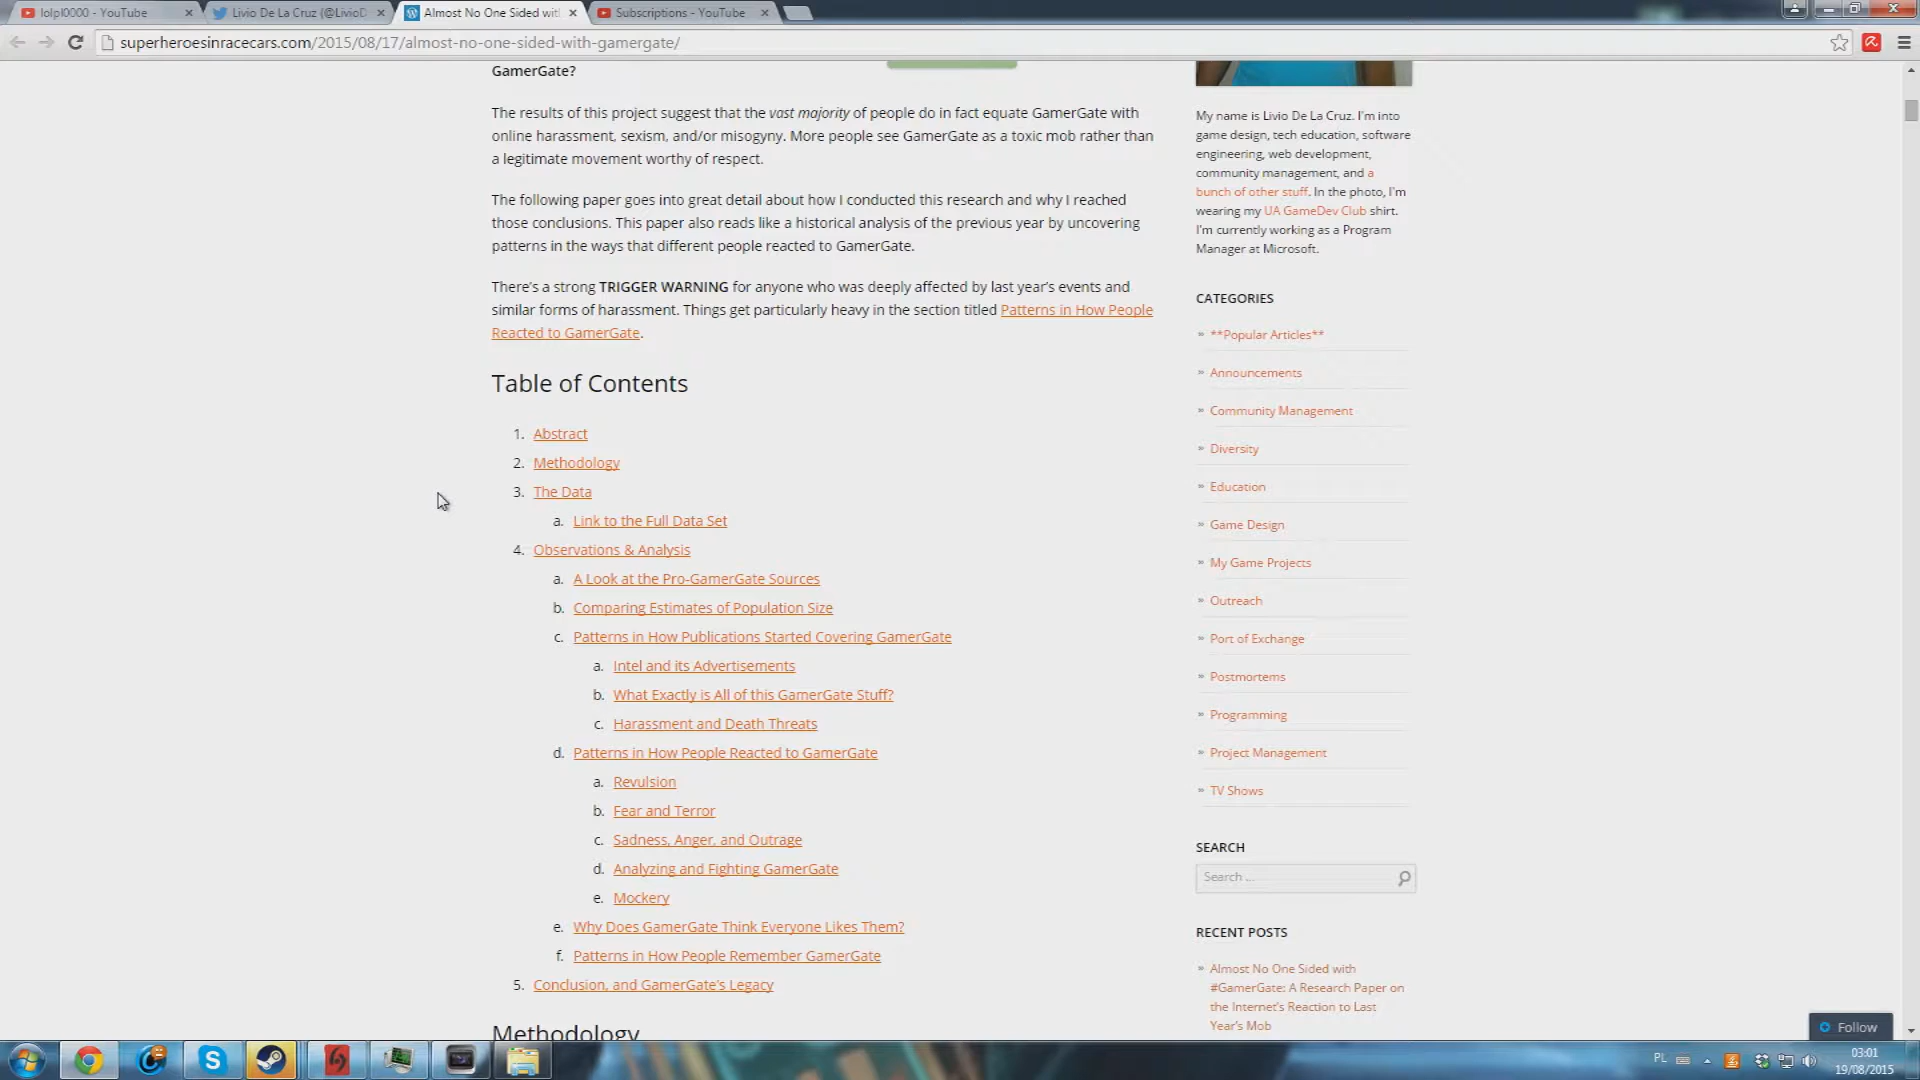 lolpl0000 - YouTube
Livio De La Cruz (@LivioD
Almost No One Sided wit
Subscriptions - YouTube
superheroesinracecars.com/2015/08/17/almost-no-one-sided-with-gamergate/
GamerGate?
The results of this project suggest that the vast majority of people do in fact equate GamerGate with
online harassment, sexism, and/or misogyny. More people see GamerGate as a toxic mob rather than
a legitimate movement worthy of respect.
The following paper goes into great detail about how I conducted this research and why I reached
those conclusions. This paper also reads like a historical analysis of the previous year by uncovering
patterns in the ways that different people reacted to GamerGate.
There's a strong TRIGGER WARNING for anyone who was deeply affected by last year's events and
similar forms of harassment. Things get particularly heavy in the section titled Patterns in How People
Reacted to GamerGate.
Table of Contents
1. Abstract
2. Methodology
3. The Data
a. Link to the Full Data Set
4. Observations & Analysis
a. A Look at the Pro-GamerGate Sources
b. Comparing Estimates of Population Size
c. Patterns in How Publications Started Covering GamerGate
a. Intel and its Advertisements
b. What Exactly is All of this GamerGate Stuff?
c. Harassment and Death Threats
d. Patterns in How People Reacted to GamerGate
a. Revulsion
b. Fear and Terror
c. Sadness, Anger, and Outrage
d. Analyzing and Fighting GamerGate
e. Mockery
e. Why Does GamerGate Think Everyone Likes Them?
f. Patterns in How People Remember GamerGate
5. Conclusion, and GamerGate's Legacy
Methodology
My name is Livio De La Cruz. I'm into
game design, tech education, software
engineering, web development,
community management, and a
bunch of other stuff. In the photo, I'm
wearing my UA GameDev Club shirt.
I'm currently working as a Program
Manager at Microsoft.
CATEGORIES
» **Popular Articles**
» Announcements
» Community Management
» Diversity
» Education
» Game Design
» My Game Projects
» Outreach
» Port of Exchange
» Postmortems
» Programming
» Project Management
» TV Shows
SEARCH
Search ...
RECENT POSTS
» Almost No One Sided with
#GamerGate: A Research Paper on
the Internet's Reaction to Last
Year's Mob
Follow
PL
03:01
19/08/2015